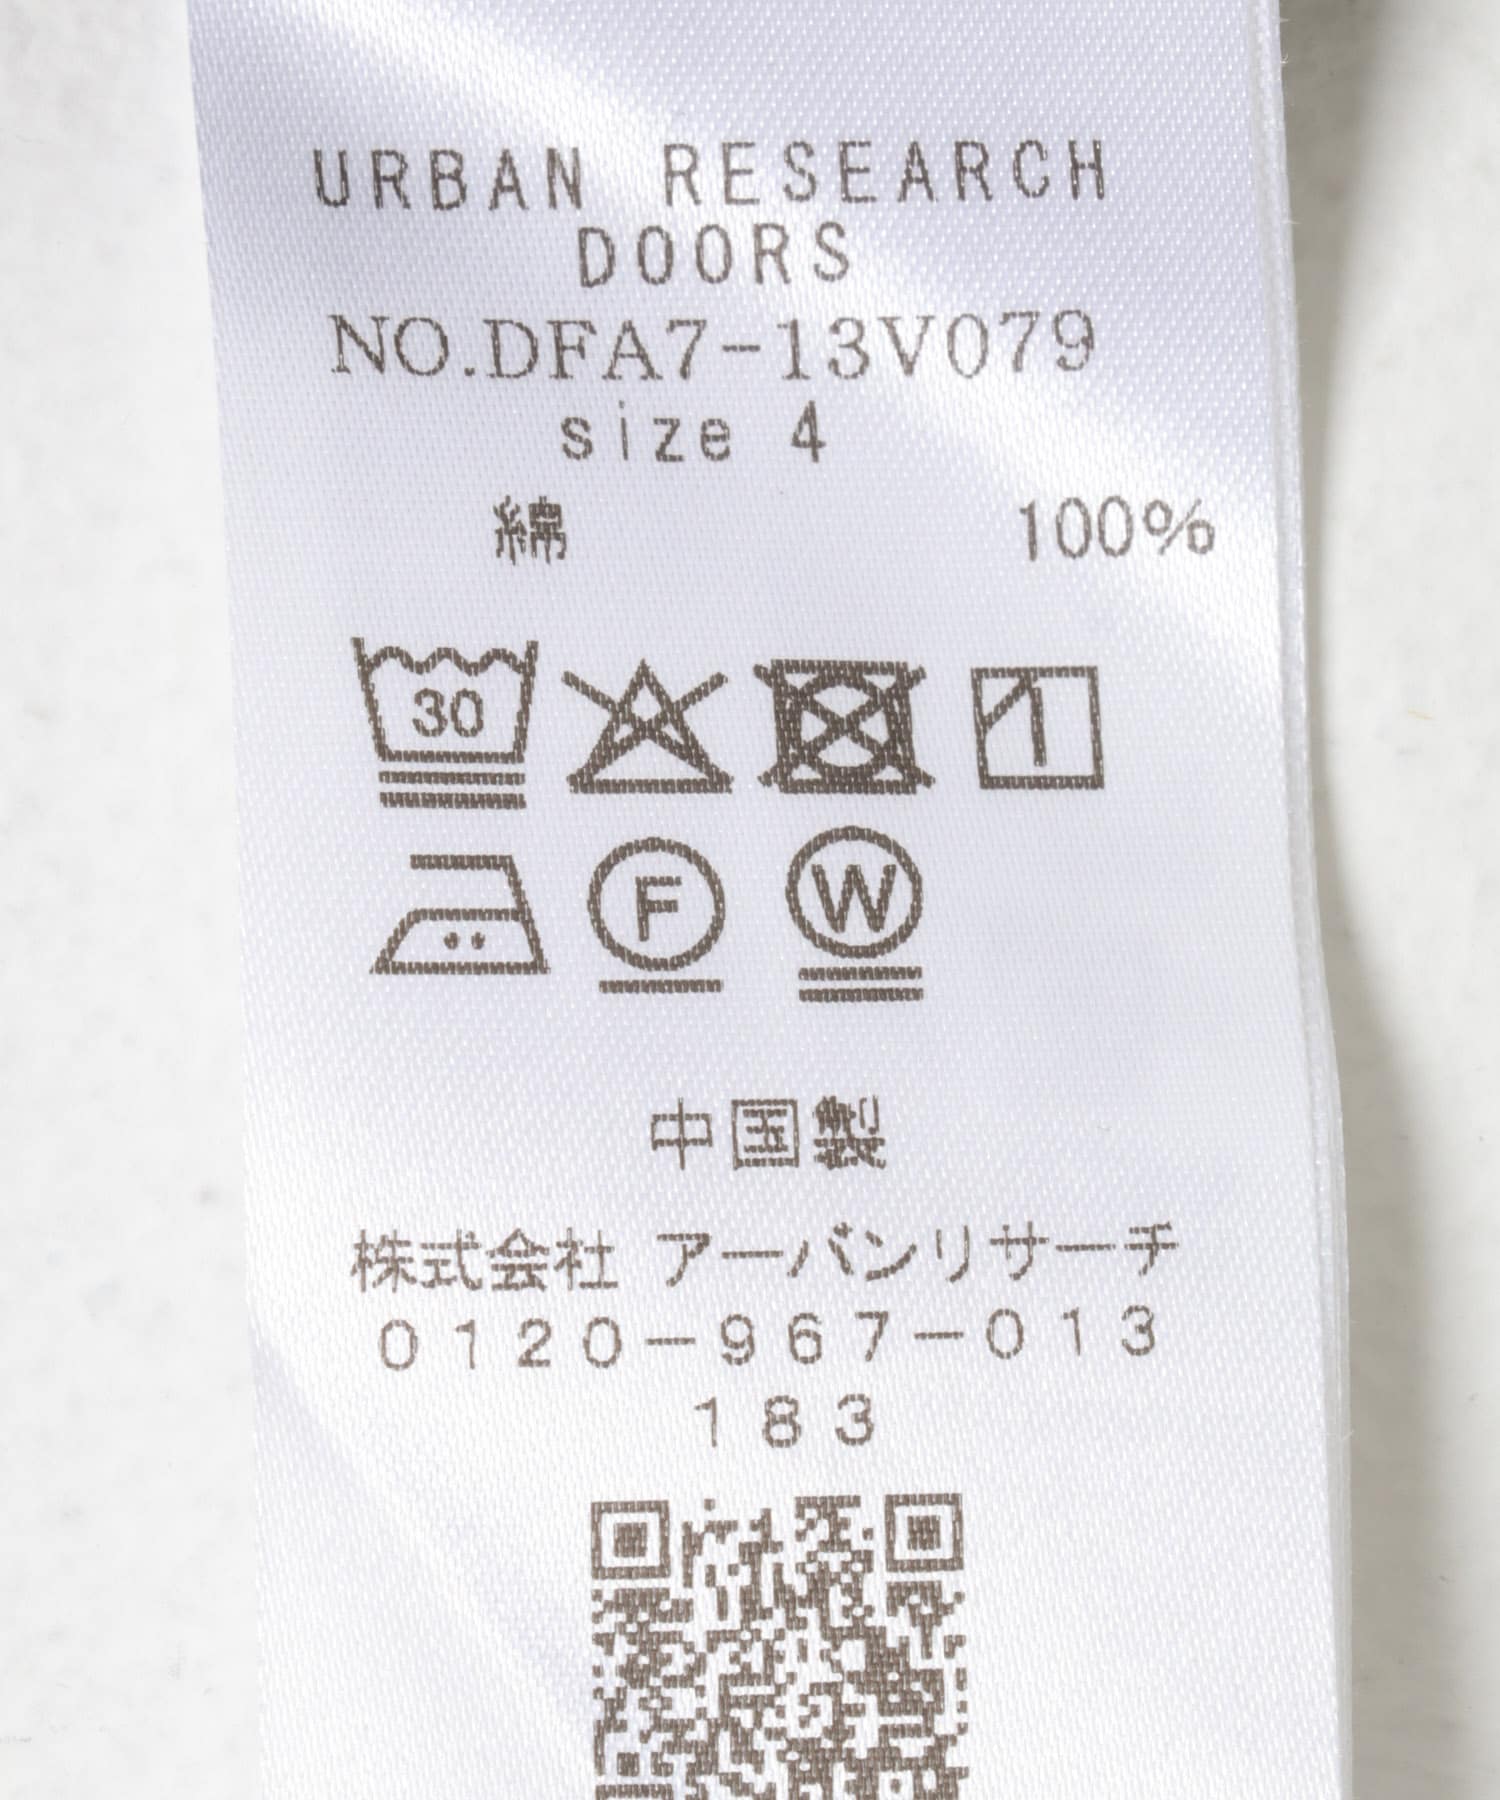 URBAN RESEARCH
DOORS
NO.DFA7-13V079
size 4
綿 100%
30
F W
中国製
株式会社 アーバンリサーチ
0120-967-013
183